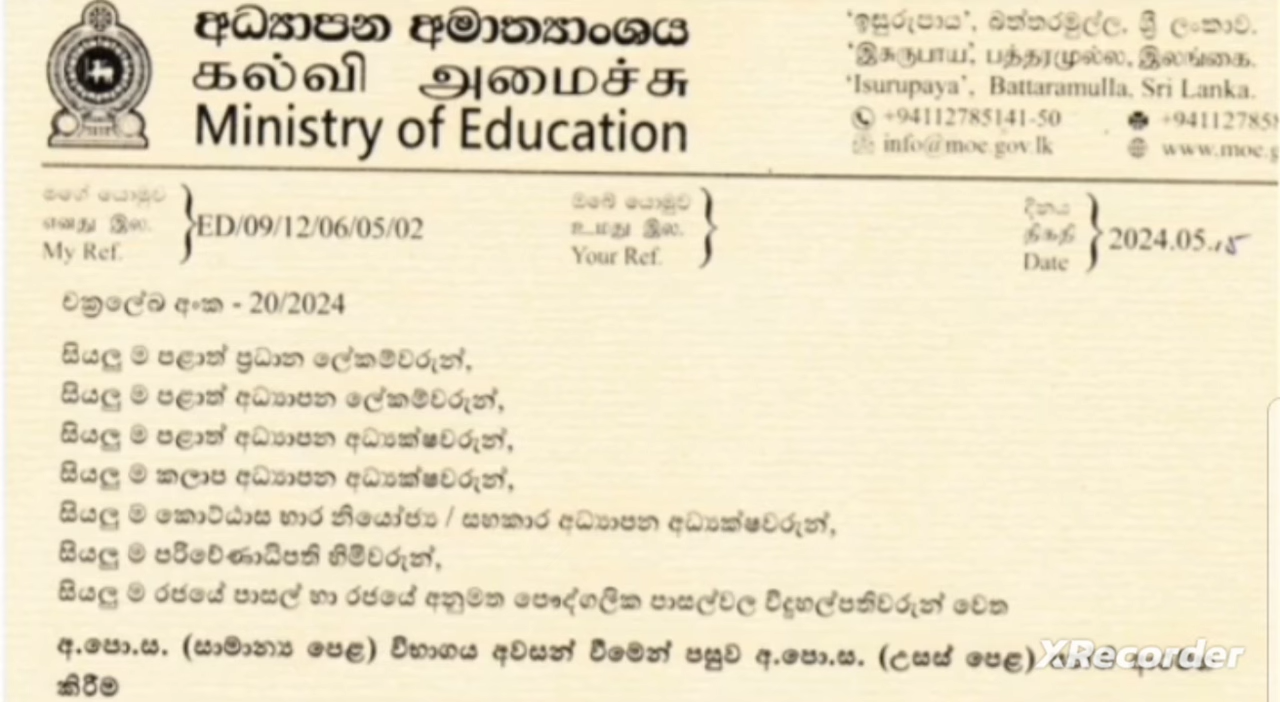 අධ්‍යාපන අමාත්‍යාංශය
கல்வி அமைச்சு
Ministry of Education
'ඉසුරුපාය', බත්තරමුල්ල, ශ්‍රී ලංකාව.
'இசுருபாய', பத்தரமுல்ல, இலங்கை.
'Isurupaya', Battaramulla, Sri Lanka.
+94112785141-50
info@moe.gov.lk
www.moe.g
මගේ යොමුව
எனது இல.
My Ref.
ED/09/12/06/05/02
ඔබේ යොමුව
உமது இல.
Your Ref.
දිනය
திகதி
Date
2024.05.15
චක්‍රලේඛ අංක - 20/2024
සියලු ම පළාත් ප්‍රධාන ලේකම්වරුන්,
සියලු ම පළාත් අධ්‍යාපන ලේකම්වරුන්,
සියලු ම පළාත් අධ්‍යාපන අධ්‍යක්ෂවරුන්,
සියලු ම කලාප අධ්‍යාපන අධ්‍යක්ෂවරුන්,
සියලු ම කොට්ඨාස භාර නියෝජ්‍ය / සහකාර අධ්‍යාපන අධ්‍යක්ෂවරුන්,
සියලු ම පරිවේණාධිපති හිමිවරුන්,
සියලු ම රජයේ පාසල් හා රජයේ අනුමත පෞද්ගලික පාසල්වල විදුහල්පතිවරුන් වෙත
අ.පො.ස. (සාමාන්‍ය පෙළ) විභාගය අවසන් වීමෙන් පසුව අ.පො.ස. (උසස් පෙළ)
කිරීම
XRecorder